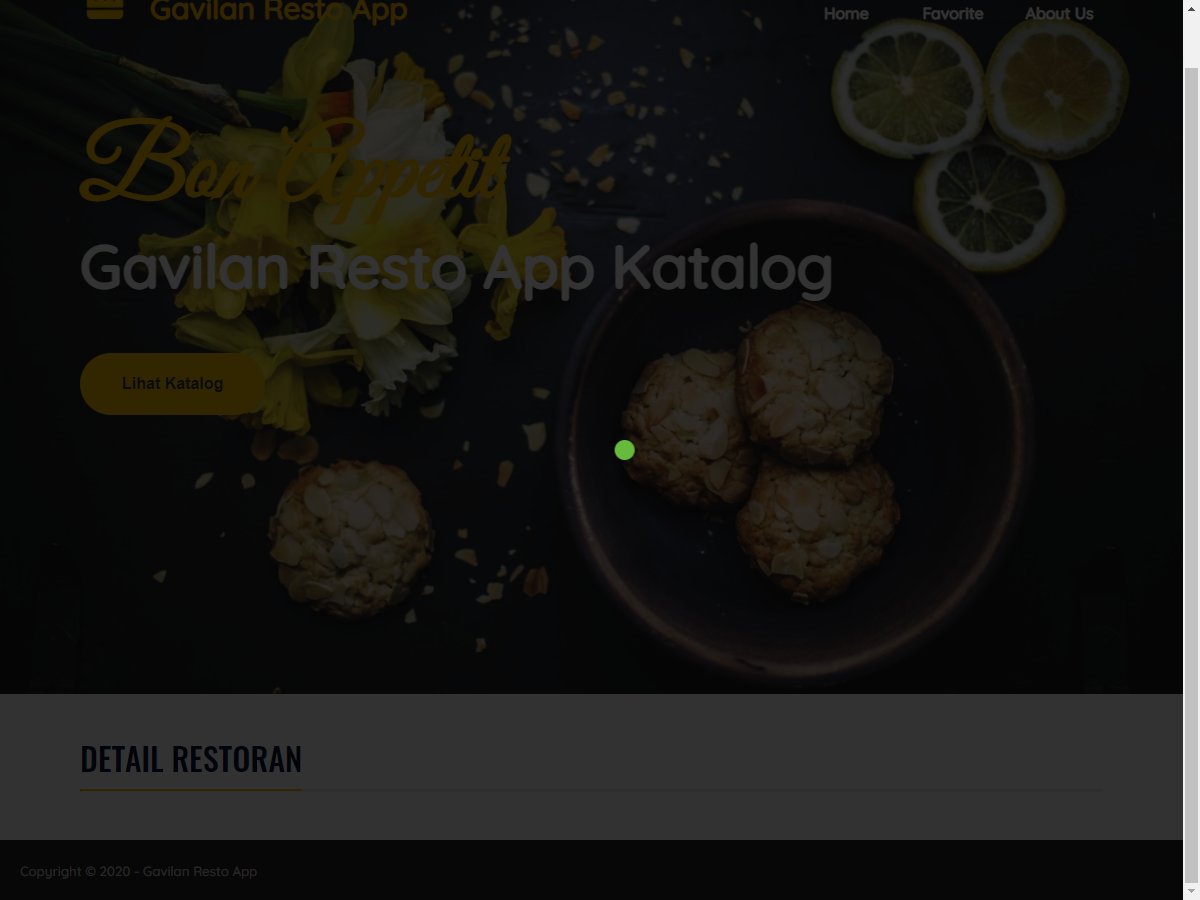 Gavilan Resto App
Home Favorite About Us
Bon Appetit
Gavilan Resto App Katalog
Lihat Katalog
DETAIL RESTORAN
Copyright © 2020 - Gavilan Resto App